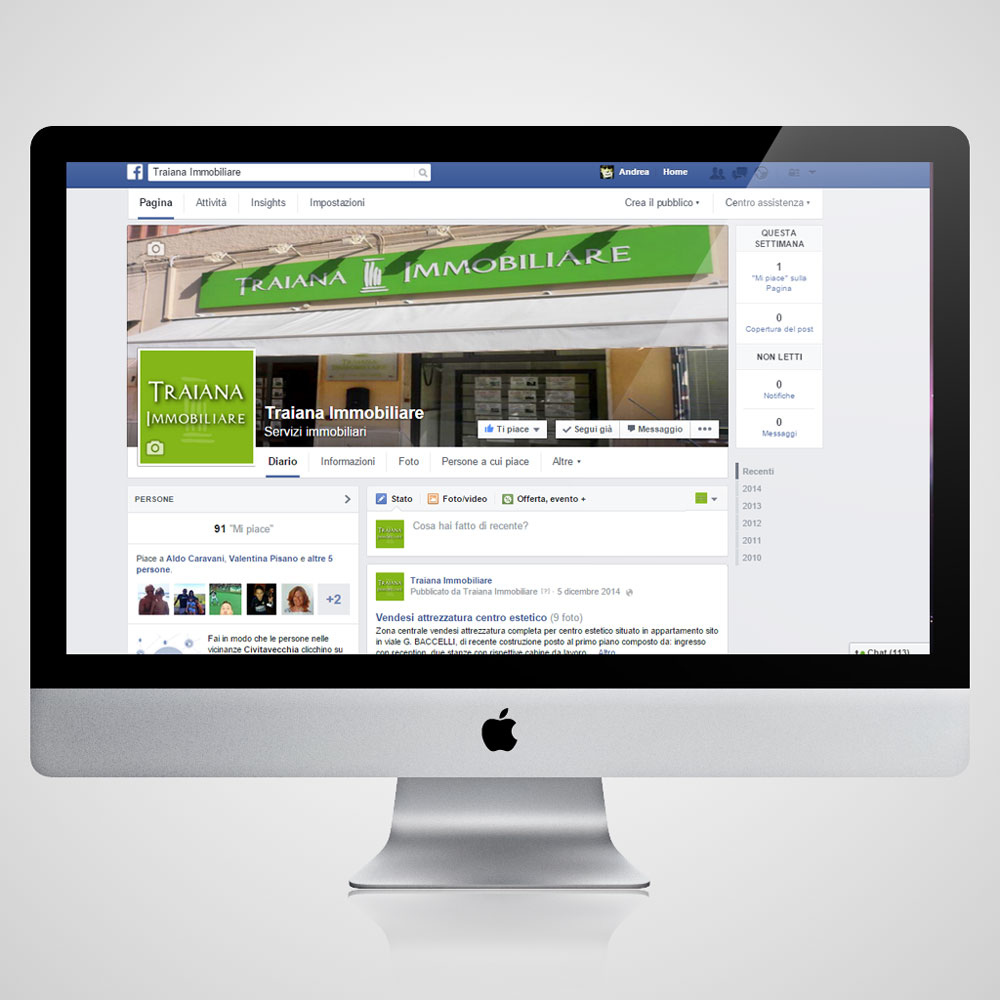 Traiana Immobiliare
Andrea Home
Pagina Attività Insights Impostazioni Crea il pubblico Centro assistenza
TRAIANA IMMOBILIARE
TRAIANA
IMMOBILIARE
TRAIANA
IMMOBILIARE
Traiana Immobiliare
Servizi immobiliari
Ti piace Segui già Messaggio •••
Diario Informazioni Foto Persone a cui piace Altre
QUESTA
SETTIMANA
1
"Mi piace" sulla
Pagina
0
Copertura del post
NON LETTI
0
Notifiche
0
Messaggi
Recenti
2014
2013
2012
2011
2010
PERSONE
91 "Mi piace"
Piace a Aldo Caravani, Valentina Pisano e altre 5
persone.
+2
Fai in modo che le persone nelle
vicinanze Civitavecchia clicchino su
Stato Foto/video Offerta, evento +
Cosa hai fatto di recente?
Traiana Immobiliare
Pubblicato da Traiana Immobiliare [?] · 5 dicembre 2014
Vendesi attrezzatura centro estetico (9 foto)
Zona centrale vendesi attrezzatura completa per centro estetico situato in appartamento sito
in viale G. BACCELLI, di recente costruzione posto al primo piano composto da: ingresso
con reception, due stanze con rispettive cabine da lavoro... Altro
Chat (113)